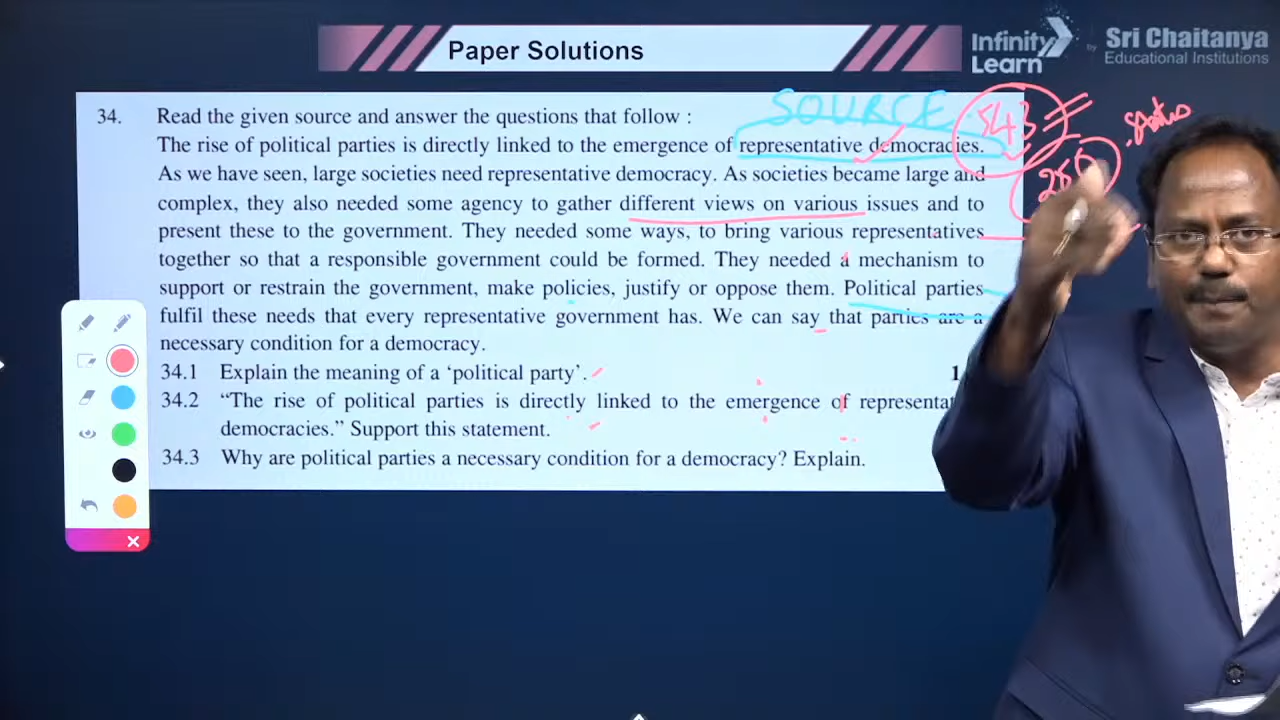 Paper Solutions
Infinity Learn
by Sri Chaitanya
Educational Institutions
SOURCE 543
states
34. Read the given source and answer the questions that follow :
The rise of political parties is directly linked to the emergence of representative democracies.
As we have seen, large societies need representative democracy. As societies became large and
complex, they also needed some agency to gather different views on various issues and to
present these to the government. They needed some ways, to bring various representatives
together so that a responsible government could be formed. They needed a mechanism to
support or restrain the government, make policies, justify or oppose them. Political parties
fulfil these needs that every representative government has. We can say that parties are a
necessary condition for a democracy.
34.1 Explain the meaning of a ‘political party’. 1
34.2 “The rise of political parties is directly linked to the emergence of representat
democracies.” Support this statement.
34.3 Why are political parties a necessary condition for a democracy? Explain.